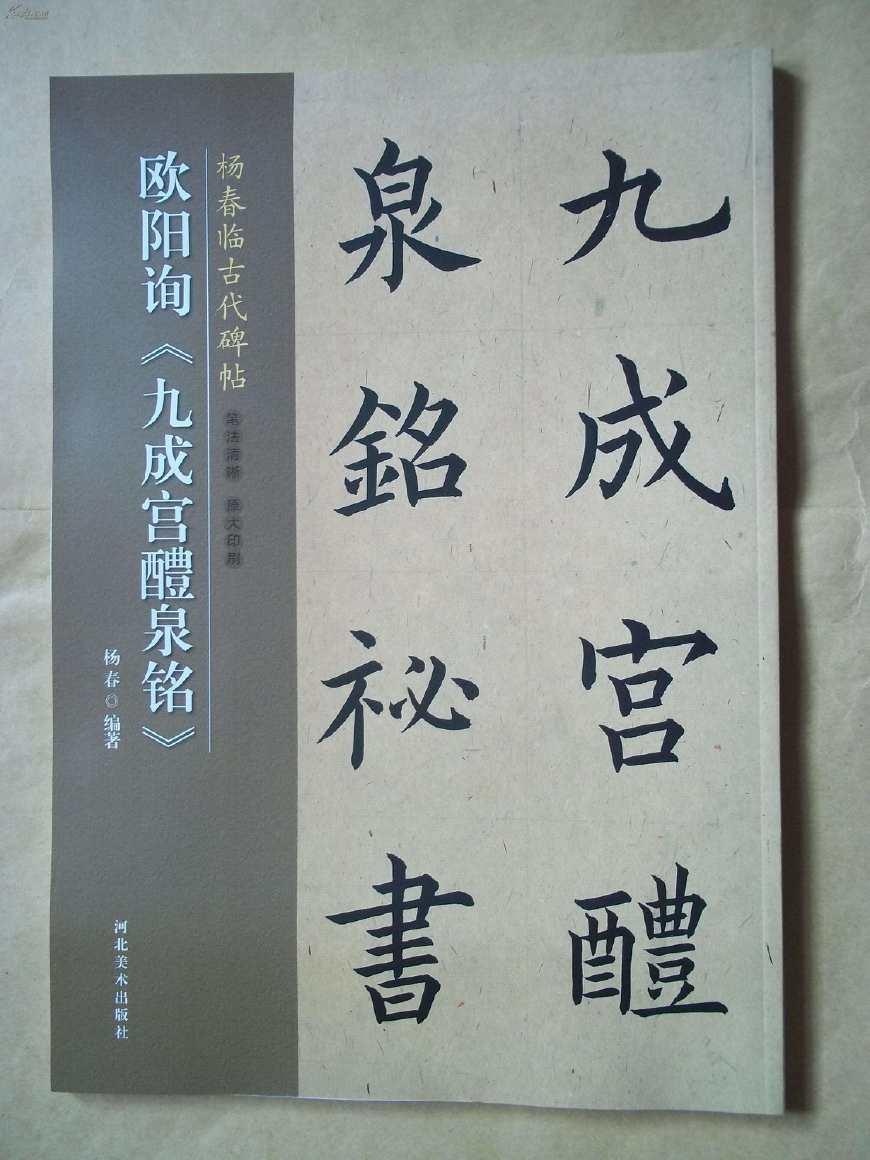 九成宫醴
泉銘祕書
杨春临古代碑帖
笔法清晰 原大印刷
欧阳询《九成宫醴泉铭》
杨春◎编著
河北美术出版社